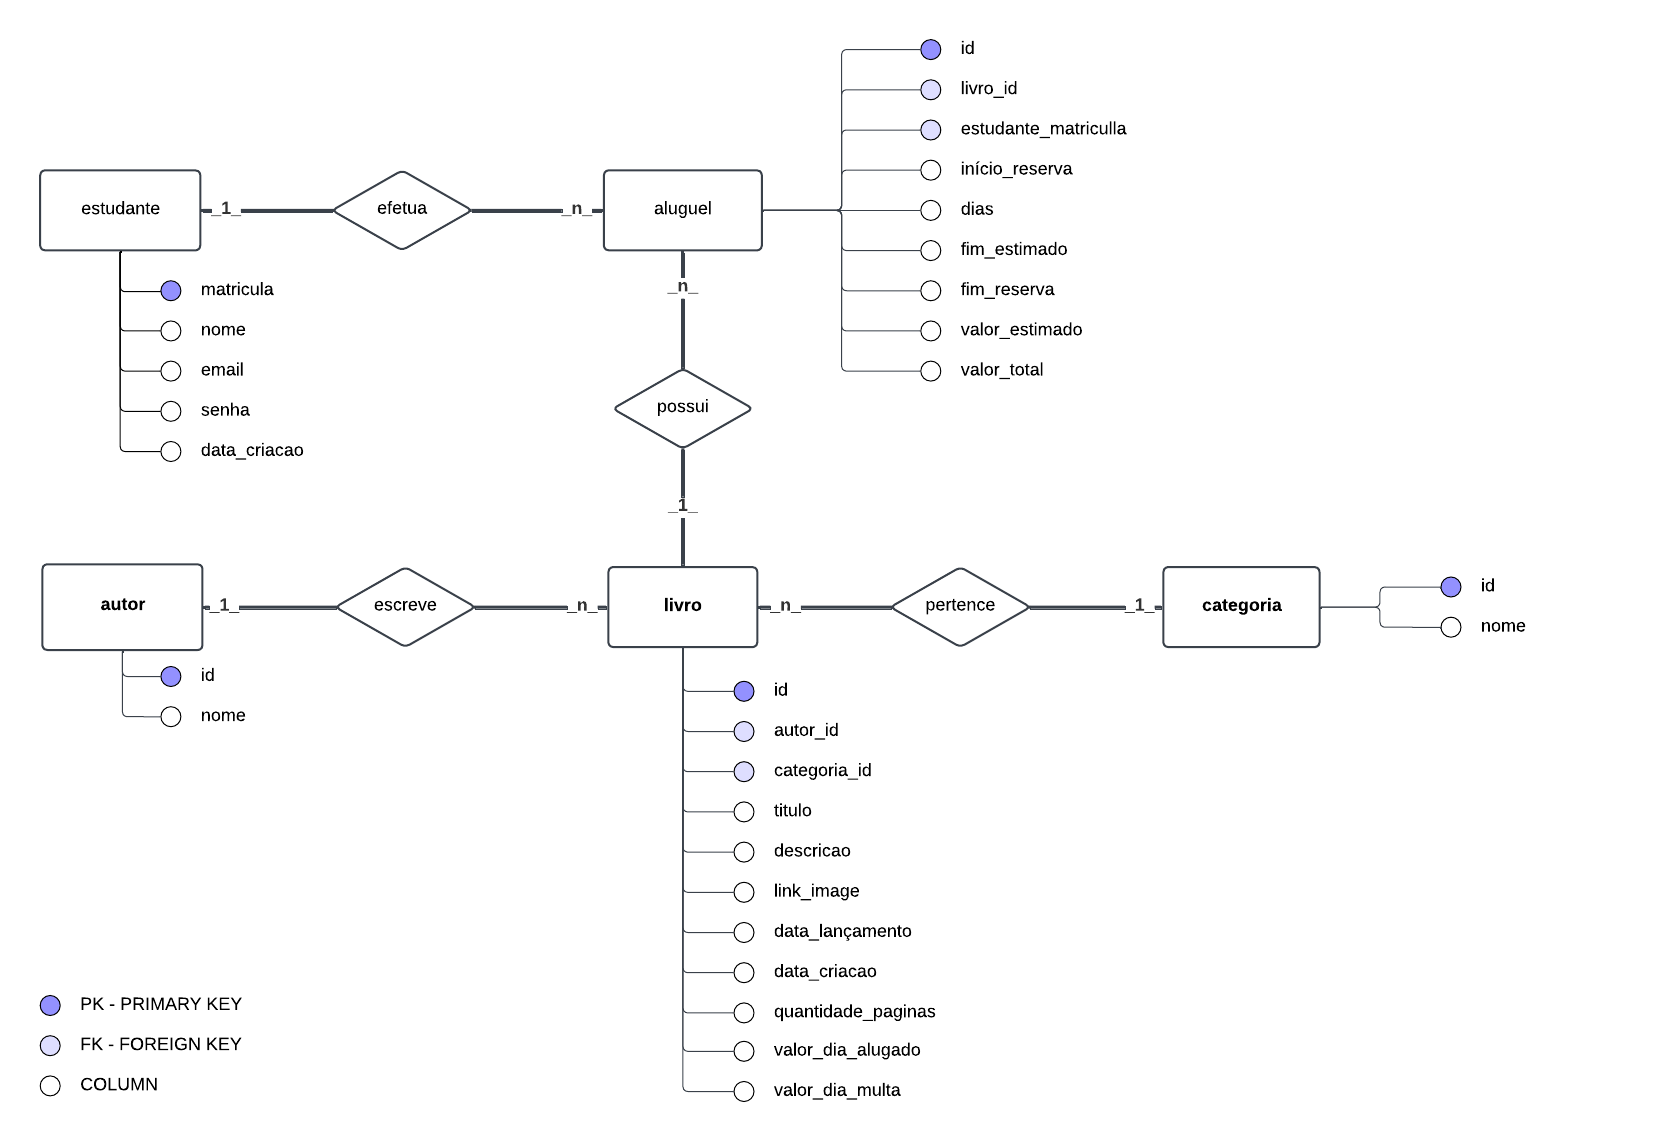 id
livro_id
estudante_matriculla
início_reserva
dias
fim_estimado
fim_reserva
valor_estimado
valor_total
estudante
_1_
efetua
_n_
aluguel
matricula
nome
email
senha
data_criacao
_n_
possui
_1_
autor
_1_
escreve
_n_
livro
_n_
pertence
_1_
categoria
id
nome
id
nome
id
autor_id
categoria_id
titulo
descricao
link_image
data_lançamento
data_criacao
quantidade_paginas
valor_dia_alugado
valor_dia_multa
PK - PRIMARY KEY
FK - FOREIGN KEY
COLUMN